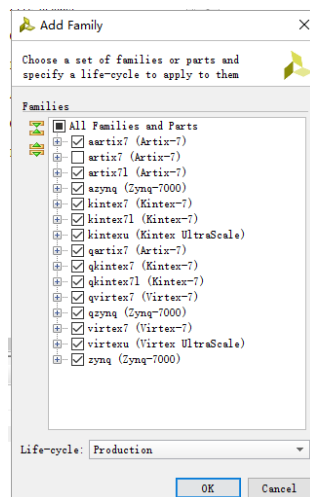 Add Family
Choose a set of families or parts and
specify a life-cycle to apply to them
Families
All Families and Parts
aartix7 (Artix-7)
artix7 (Artix-7)
artix7l (Artix-7)
azynq (Zynq-7000)
kintex7 (Kintex-7)
kintex7l (Kintex-7)
kintexu (Kintex UltraScale)
qartix7 (Artix-7)
qkintex7 (Kintex-7)
qkintex7l (Kintex-7)
qvirtex7 (Virtex-7)
qzynq (Zynq-7000)
virtex7 (Virtex-7)
virtexu (Virtex UltraScale)
zynq (Zynq-7000)
Life-cycle: Production
OK Cancel